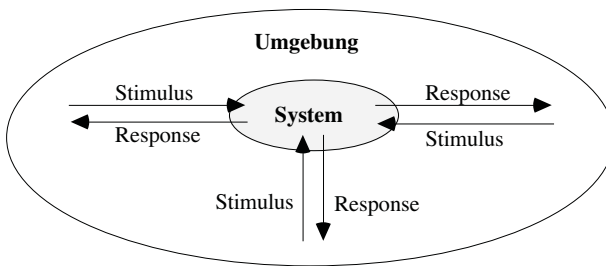 Umgebung
Stimulus
Response
System
Response
Stimulus
Stimulus
Response